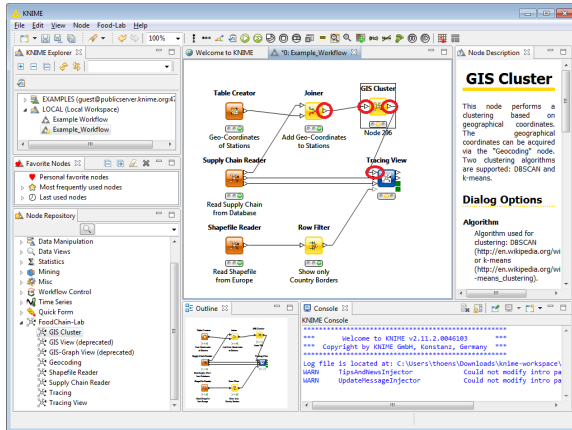 KNIME
File Edit View Node Food-Lab Help
100%
KNIME Explorer
EXAMPLES (guest@publicserver.knime.org:47
LOCAL (Local Workspace)
Example Workflow
Example_Workflow
Favorite Nodes
Personal favorite nodes
Most frequently used nodes
Last used nodes
Node Repository
Data Manipulation
Data Views
Statistics
Mining
Misc
Workflow Control
Time Series
Quick Form
FoodChain-Lab
GIS Cluster
GIS View (deprecated)
GIS-Graph View (deprecated)
Geocoding
Shapefile Reader
Supply Chain Reader
Tracing
Tracing View
Welcome to KNIME
*0: Example_Workflow
Table Creator
Geo-Coordinates
of Stations
Joiner
Add Geo-Coordinates
to Stations
GIS Cluster
Node 296
Supply Chain Reader
Read Supply Chain
from Database
Tracing View
Shapefile Reader
Read Shapefile
from Europe
Row Filter
Show only
Country Borders
Node Description
GIS Cluster
This node performs a
clustering based on
geographical coordinates.
The geographical
coordinates can be acquired
via the "Geocoding" node.
Two clustering algorithms
are supported: DBSCAN and
k-means.
Dialog Options
Algorithm
Algorithm used for
clustering: DBSCAN
(http://en.wikipedia.org/wi
or k-means
(http://en.wikipedia.org/wi
-means_clustering).
Outline
Console
KNIME Console
*** Welcome to KNIME v2.11.2.0046103 ***
*** Copyright by KNIME GmbH, Konstanz, Germany ***
Log file is located at: C:\Users\thoens\Downloads\knime-workspace\
WARN TipsAndNewsInjector Could not modify intro pa
WARN UpdateMessageInjector Could not modify intro pa